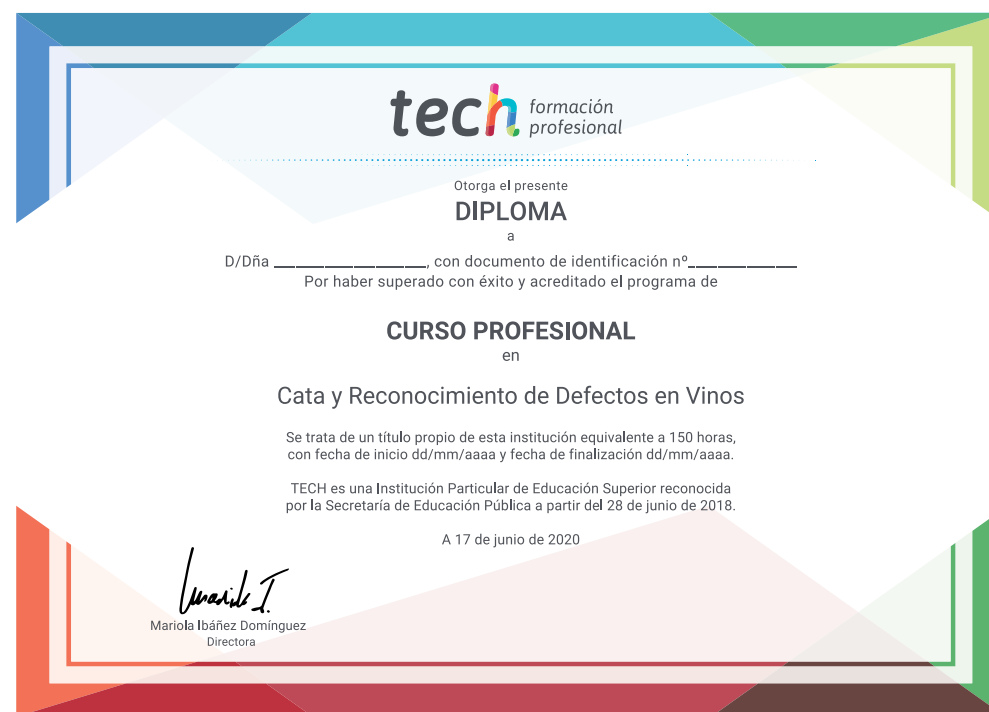 tech formación
profesional
Otorga el presente
DIPLOMA
a
D/Dña ____________________, con documento de identificación nº______________
Por haber superado con éxito y acreditado el programa de
CURSO PROFESIONAL
en
Cata y Reconocimiento de Defectos en Vinos
Se trata de un título propio de esta institución equivalente a 150 horas,
con fecha de inicio dd/mm/aaaa y fecha de finalización dd/mm/aaaa.
TECH es una Institución Particular de Educación Superior reconocida
por la Secretaría de Educación Pública a partir del 28 de junio de 2018.
A 17 de junio de 2020
Mariola Ibáñez Domínguez
Directora